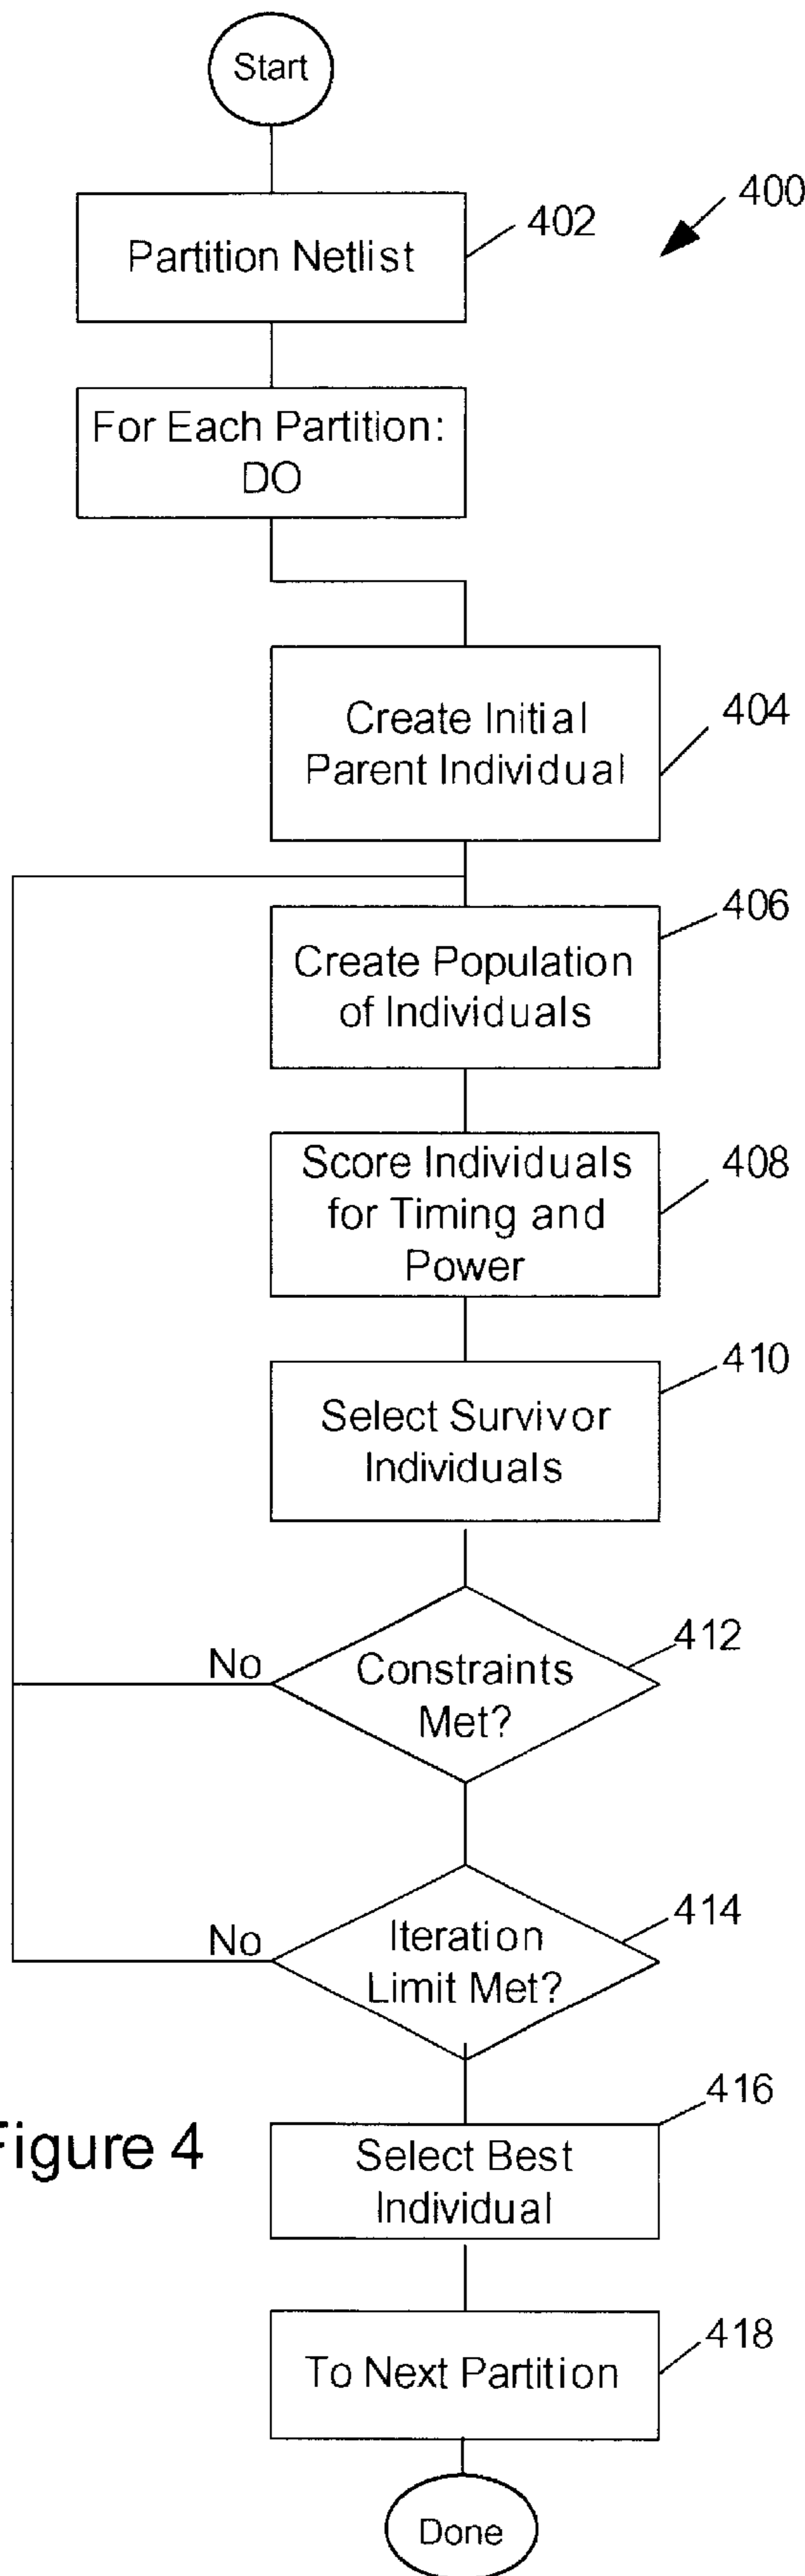 Start
400
402
Partition Netlist
For Each Partition:
DO
404
Create Initial
Parent Individual
406
Create Population
of Individuals
408
Score Individuals
for Timing and
Power
410
Select Survivor
Individuals
412
No
Constraints
Met?
414
No
Iteration
Limit Met?
416
Figure 4
Select Best
Individual
418
To Next Partition
Done